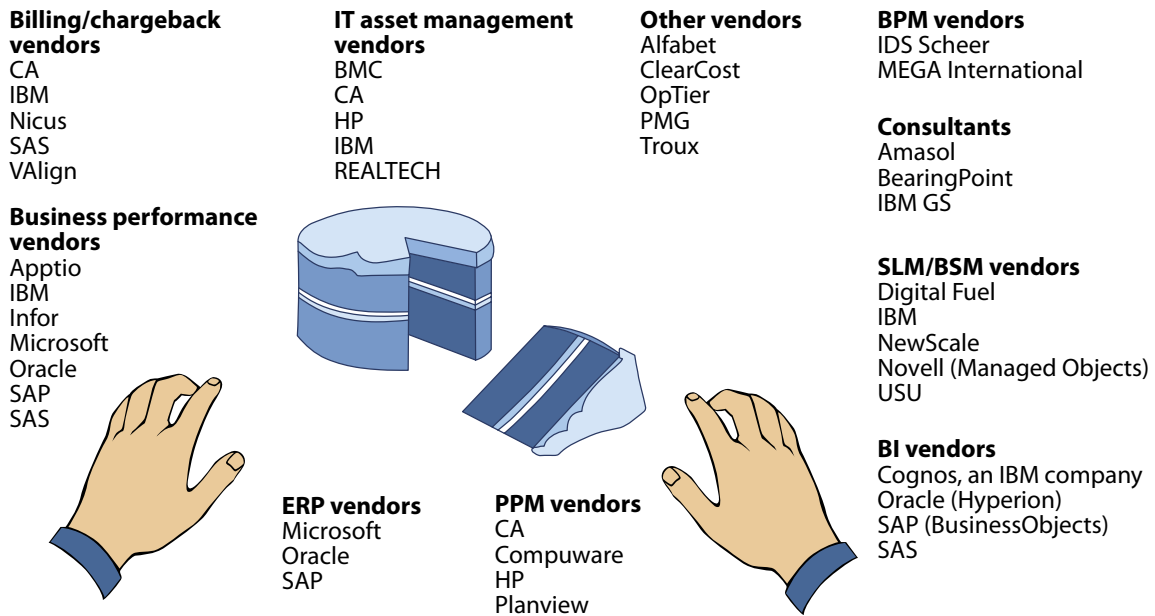 Billing/chargeback
vendors
CA
IBM
Nicus
SAS
VAlign
IT asset management
vendors
BMC
CA
HP
IBM
REALTECH
Other vendors
Alfabet
ClearCost
OpTier
PMG
Troux
BPM vendors
IDS Scheer
MEGA International
Consultants
Amasol
BearingPoint
IBM GS
Business performance
vendors
Apptio
IBM
Infor
Microsoft
Oracle
SAP
SAS
SLM/BSM vendors
Digital Fuel
IBM
NewScale
Novell (Managed Objects)
USU
ERP vendors
Microsoft
Oracle
SAP
PPM vendors
CA
Compuware
HP
Planview
BI vendors
Cognos, an IBM company
Oracle (Hyperion)
SAP (BusinessObjects)
SAS